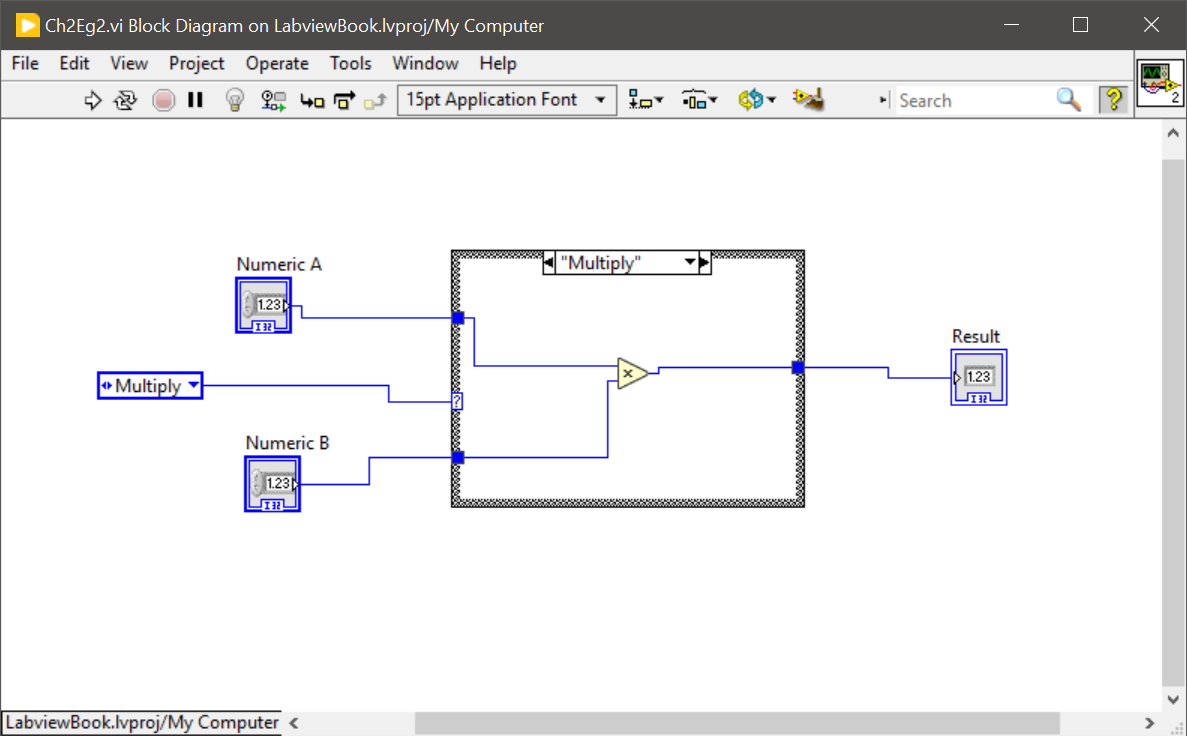 Ch2Eg2.vi Block Diagram on LabviewBook.lvproj/My Computer
File Edit View Project Operate Tools Window Help
15pt Application Font
Search
?
2
"Multiply"
Numeric A
1.23
I32
Result
1.23
I32
Multiply
?
×
Numeric B
1.23
I32
LabviewBook.lvproj/My Computer